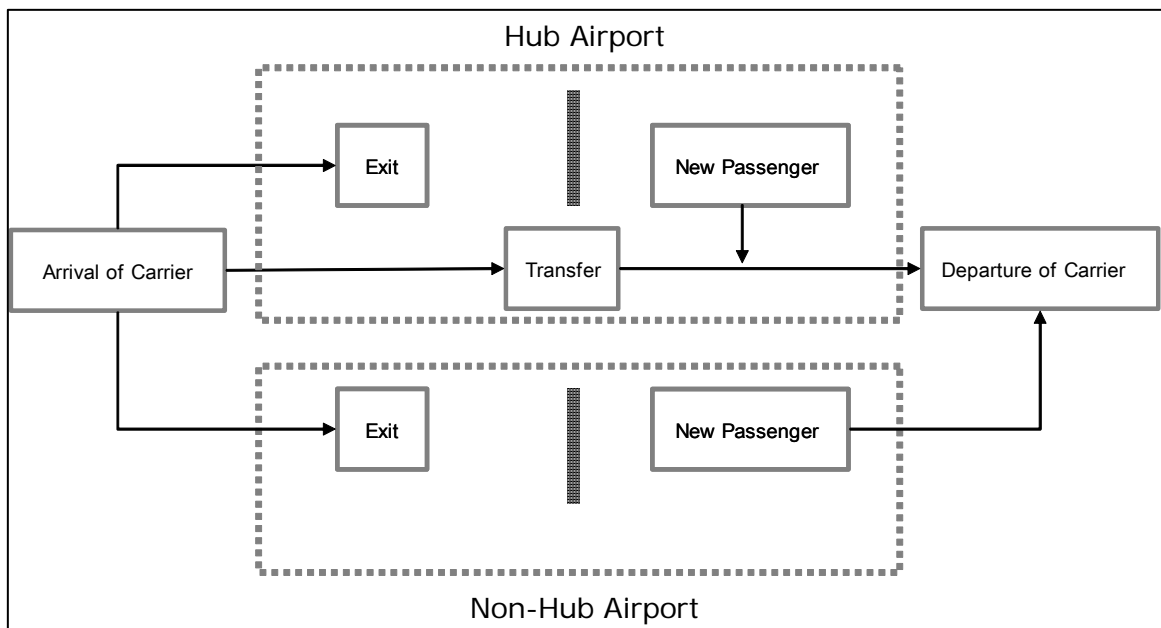 Hub Airport
Exit
New Passenger
Arrival of Carrier
Transfer
Departure of Carrier
Exit
New Passenger
Non-Hub Airport